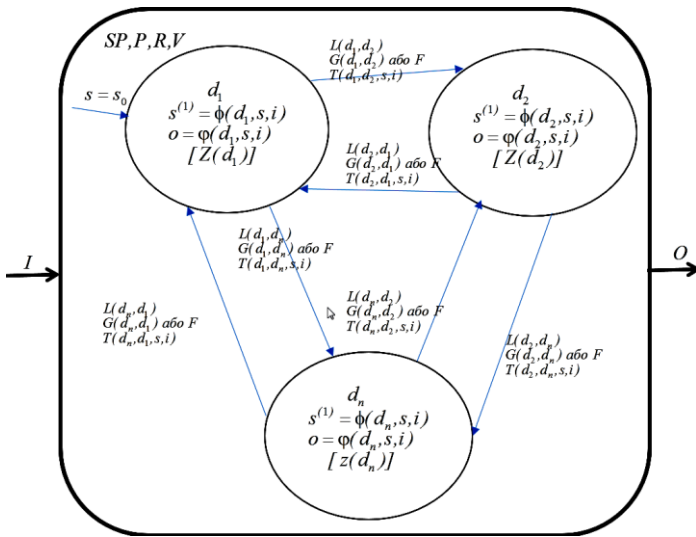 SP,P,R,V
s = s₀
d₁
s⁽¹⁾ = ϕ(d₁,s,i)
o = φ(d₁,s,i)
[Z(d₁)]
L(d₁,d₂)
G(d₁,d₂) або F
T(d₁,d₂,s,i)
d₂
s⁽¹⁾ = ϕ(d₂,s,i)
o = φ(d₂,s,i)
[Z(d₂)]
L(d₂,d₁)
G(d₂,d₁) або F
T(d₂,d₁,s,i)
L(d₁,dₙ)
G(d₁,dₙ) або F
T(d₁,dₙ,s,i)
I
O
L(dₙ,d₁)
G(dₙ,d₁) або F
T(dₙ,d₁,s,i)
L(dₙ,d₂)
G(dₙ,d₂) або F
T(dₙ,d₂,s,i)
L(d₂,dₙ)
G(d₂,dₙ) або F
T(d₂,dₙ,s,i)
dₙ
s⁽¹⁾ = ϕ(dₙ,s,i)
o = φ(dₙ,s,i)
[z(dₙ)]